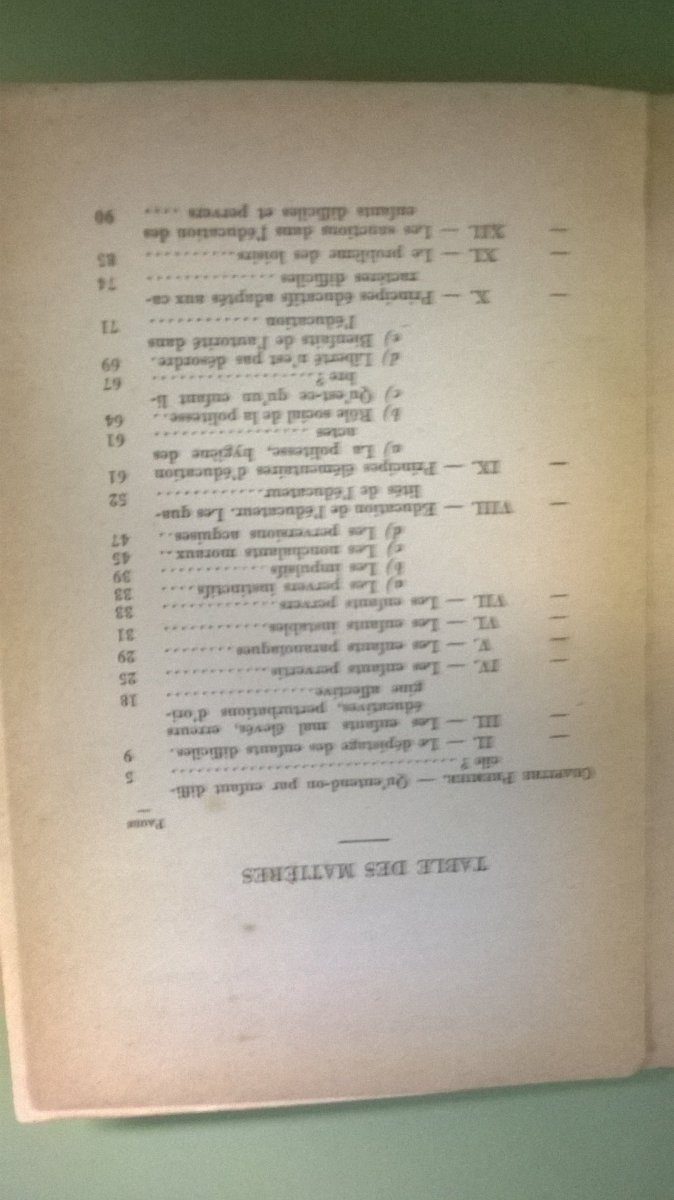 TABLE DES MATIÈRES
PAGES
CHAPITRE PREMIER. — Qu'entend-on par enfant diffi-
cile ? .......................... 5
— II. — Le dépistage des enfants difficiles. 9
— III. — Les enfants mal élevés, erreurs
éducatives, perturbations d'ori-
gine affective .................. 18
— IV. — Les enfants pervertis ............ 25
— V. — Les enfants paranoïaques ......... 29
— VI. — Les enfants instables ............ 31
— VII. — Les enfants pervers .............. 33
a) Les pervers instinctifs .... 33
b) Les impulsifs ............. 39
c) Les nonchalants moraux .. 45
d) Les perversions acquises .. 47
— VIII. — Education de l'éducateur. Les qua-
lités de l'éducateur ............. 52
— IX. — Principes élémentaires d'éducation 61
a) La politesse, hygiène des
actes .................. 61
b) Rôle social de la politesse .. 64
c) Qu'est-ce qu'un enfant li-
bre ? .................. 67
d) Liberté n'est pas désordre. 69
e) Bienfaits de l'autorité dans
l'éducation ............. 71
— X. — Principes éducatifs adaptés aux ca-
ractères difficiles ............... 74
— XI. — Le problème des loisirs ........... 85
— XII. — Les sanctions dans l'éducation des
enfants difficiles et pervers .... 90